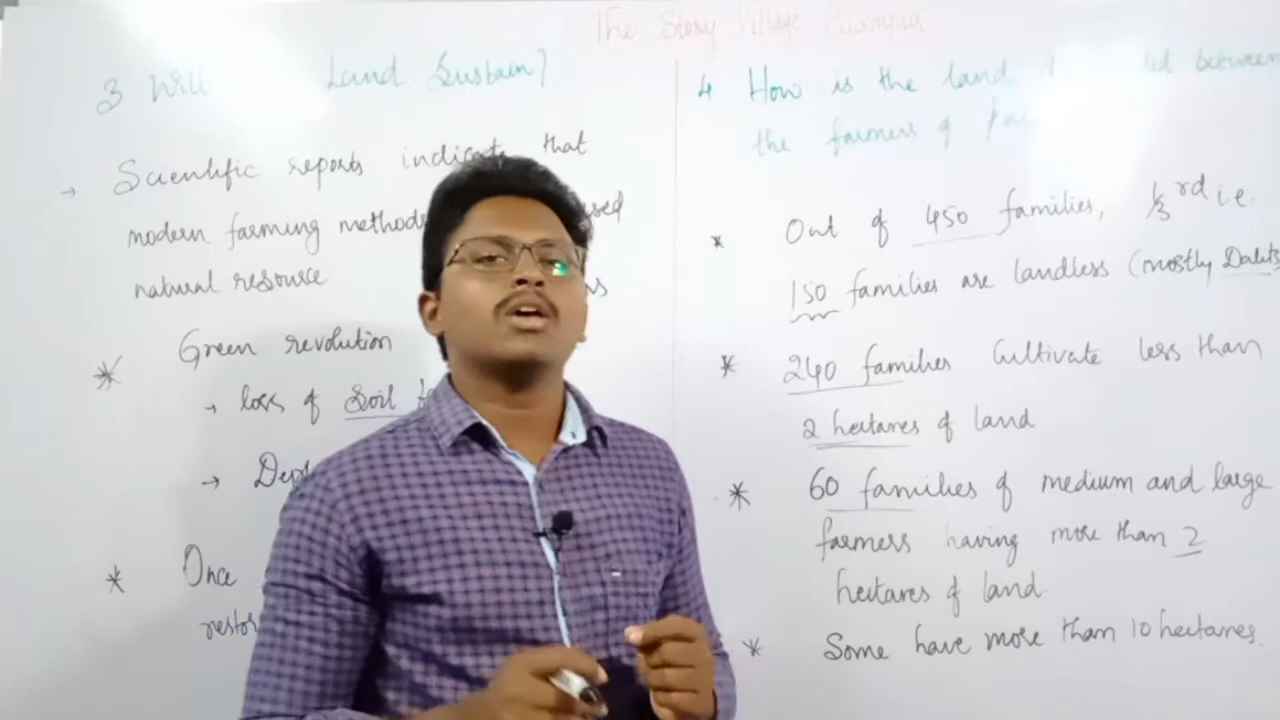 The Story Village
3 Will Land Sustain?
→ Scientific reports indicate that
modern farming methods
natural resource
* Green revolution
→ loss of Soil
→
* Once
4 How is the land between
the farmers of
* Out of 450 families, 1/3rd i.e.
150 families are landless (mostly Dalits
* 240 families Cultivate less than
2 hectares of land
* 60 families of medium and large
farmers having more than 2
hectares of land
* Some have more than 10 hectares.